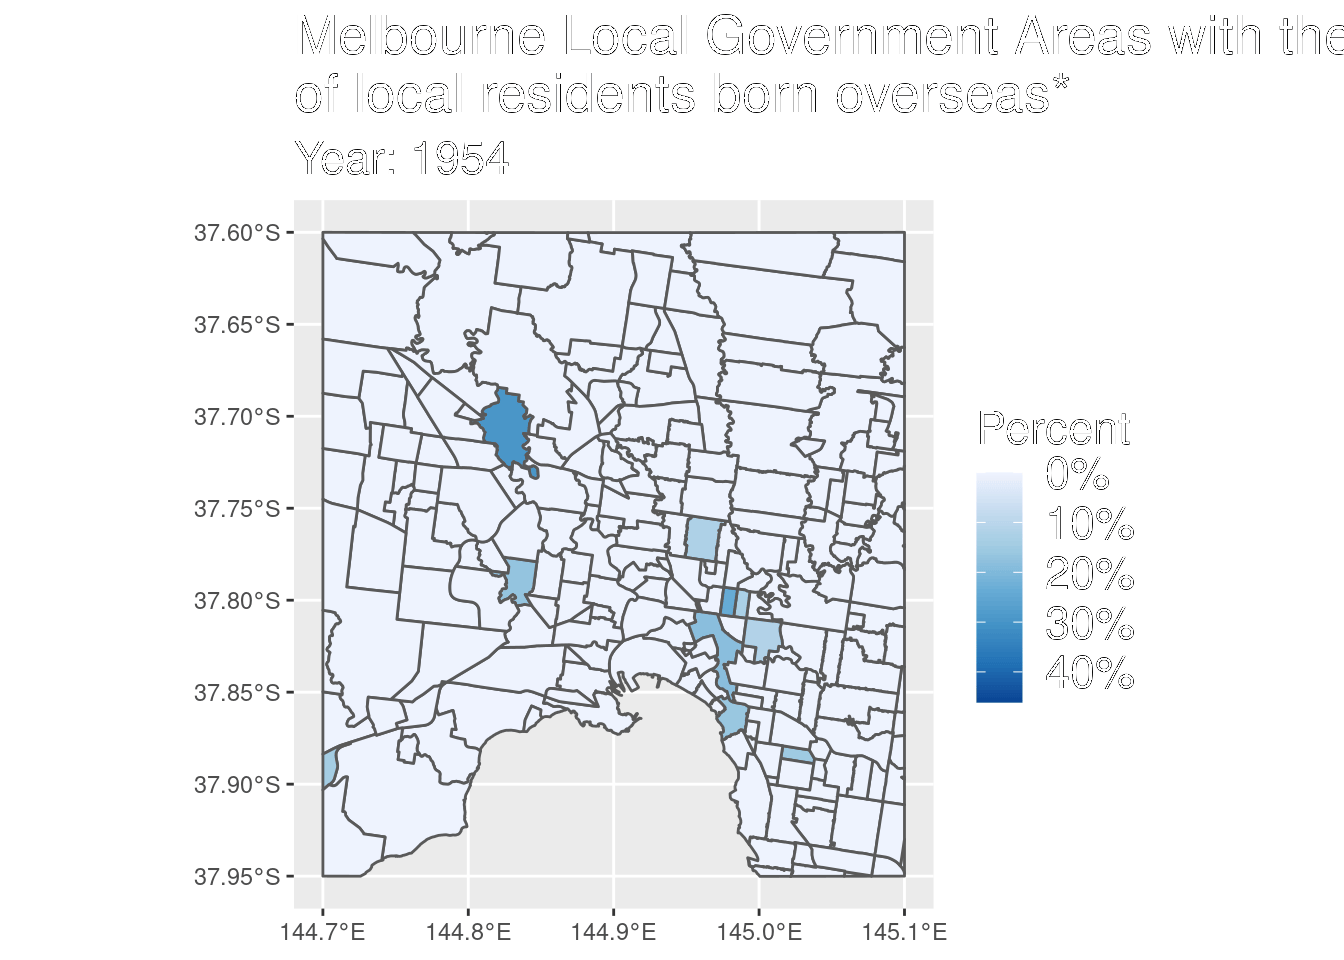 Melbourne Local Government Areas with the
of local residents born overseas*
Year: 1954
37.60°S
37.65°S
37.70°S
37.75°S
37.80°S
37.85°S
37.90°S
37.95°S
144.7°E
144.8°E
144.9°E
145.0°E
145.1°E
Percent
0%
10%
20%
30%
40%